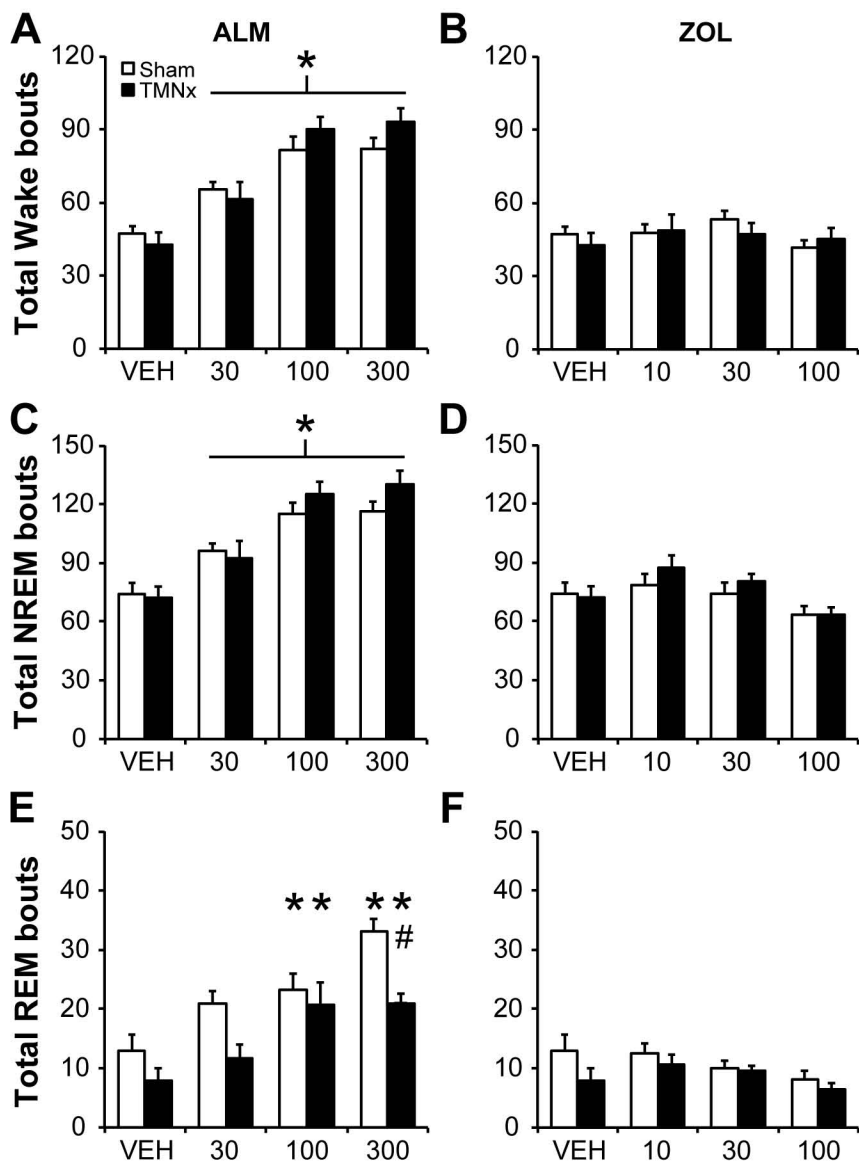 A ALM
Total Wake bouts
120
90
60
30
0
Sham
TMNx
*
VEH 30 100 300
B ZOL
120
90
60
30
0
VEH 10 30 100
C
Total NREM bouts
150
120
90
60
30
0
*
VEH 30 100 300
D
150
120
90
60
30
0
VEH 10 30 100
E
Total REM bouts
50
40
30
20
10
0
* * * *
#
VEH 30 100 300
F
50
40
30
20
10
0
VEH 10 30 100